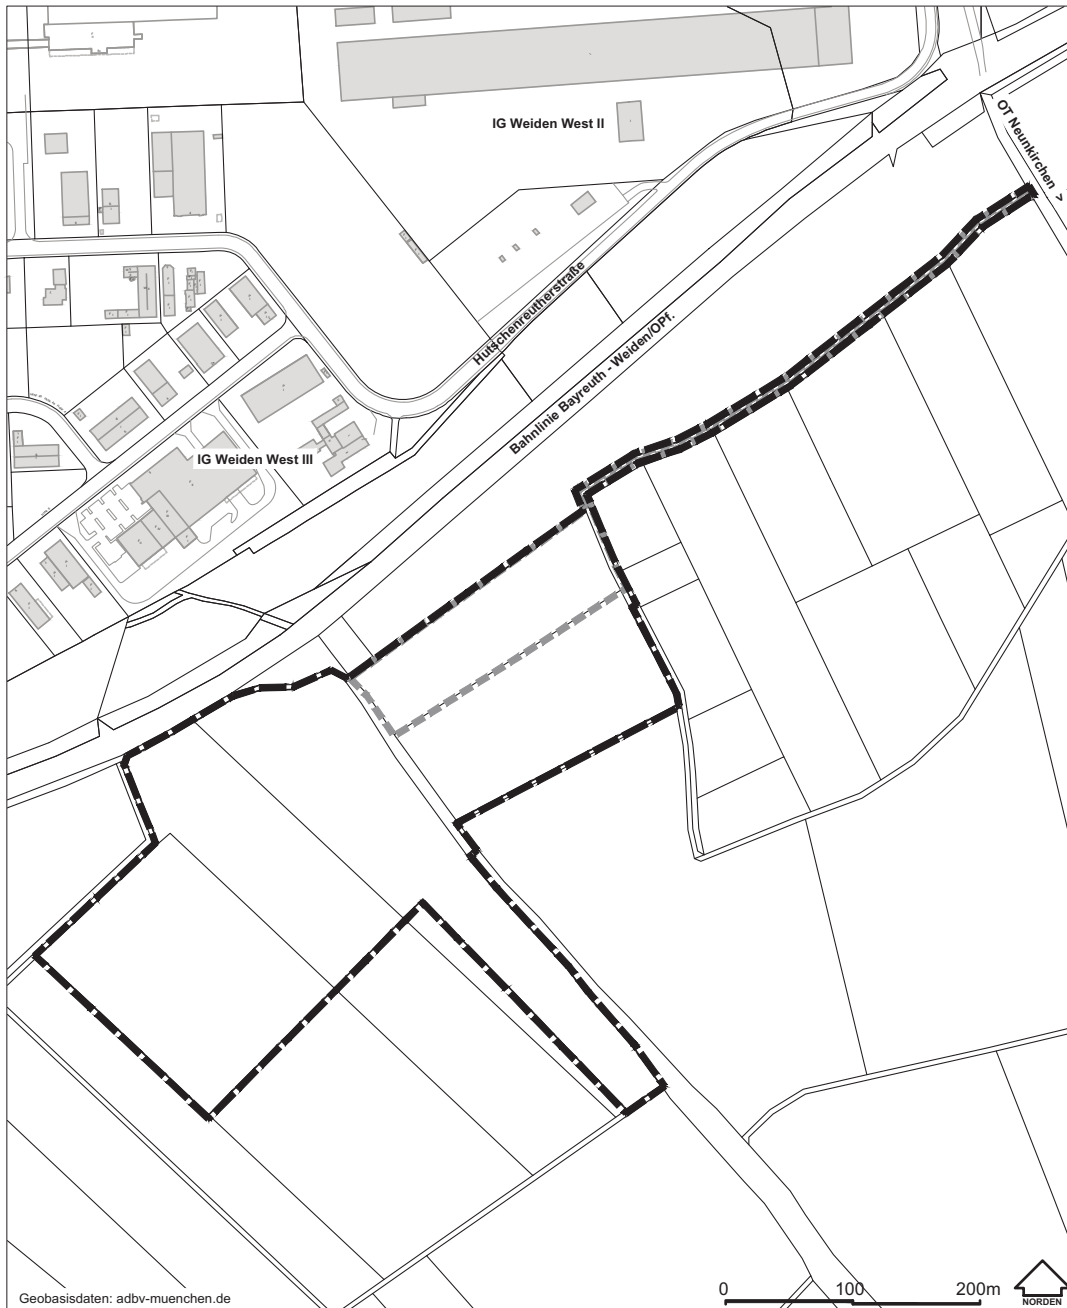 IG Weiden West II
OT Neunkirchen >
Hutschenreutherstraße
Bahnlinie Bayreuth - Weiden/OPf.
IG Weiden West III
Geobasisdaten: adbv-muenchen.de
0 100 200m
NORDEN